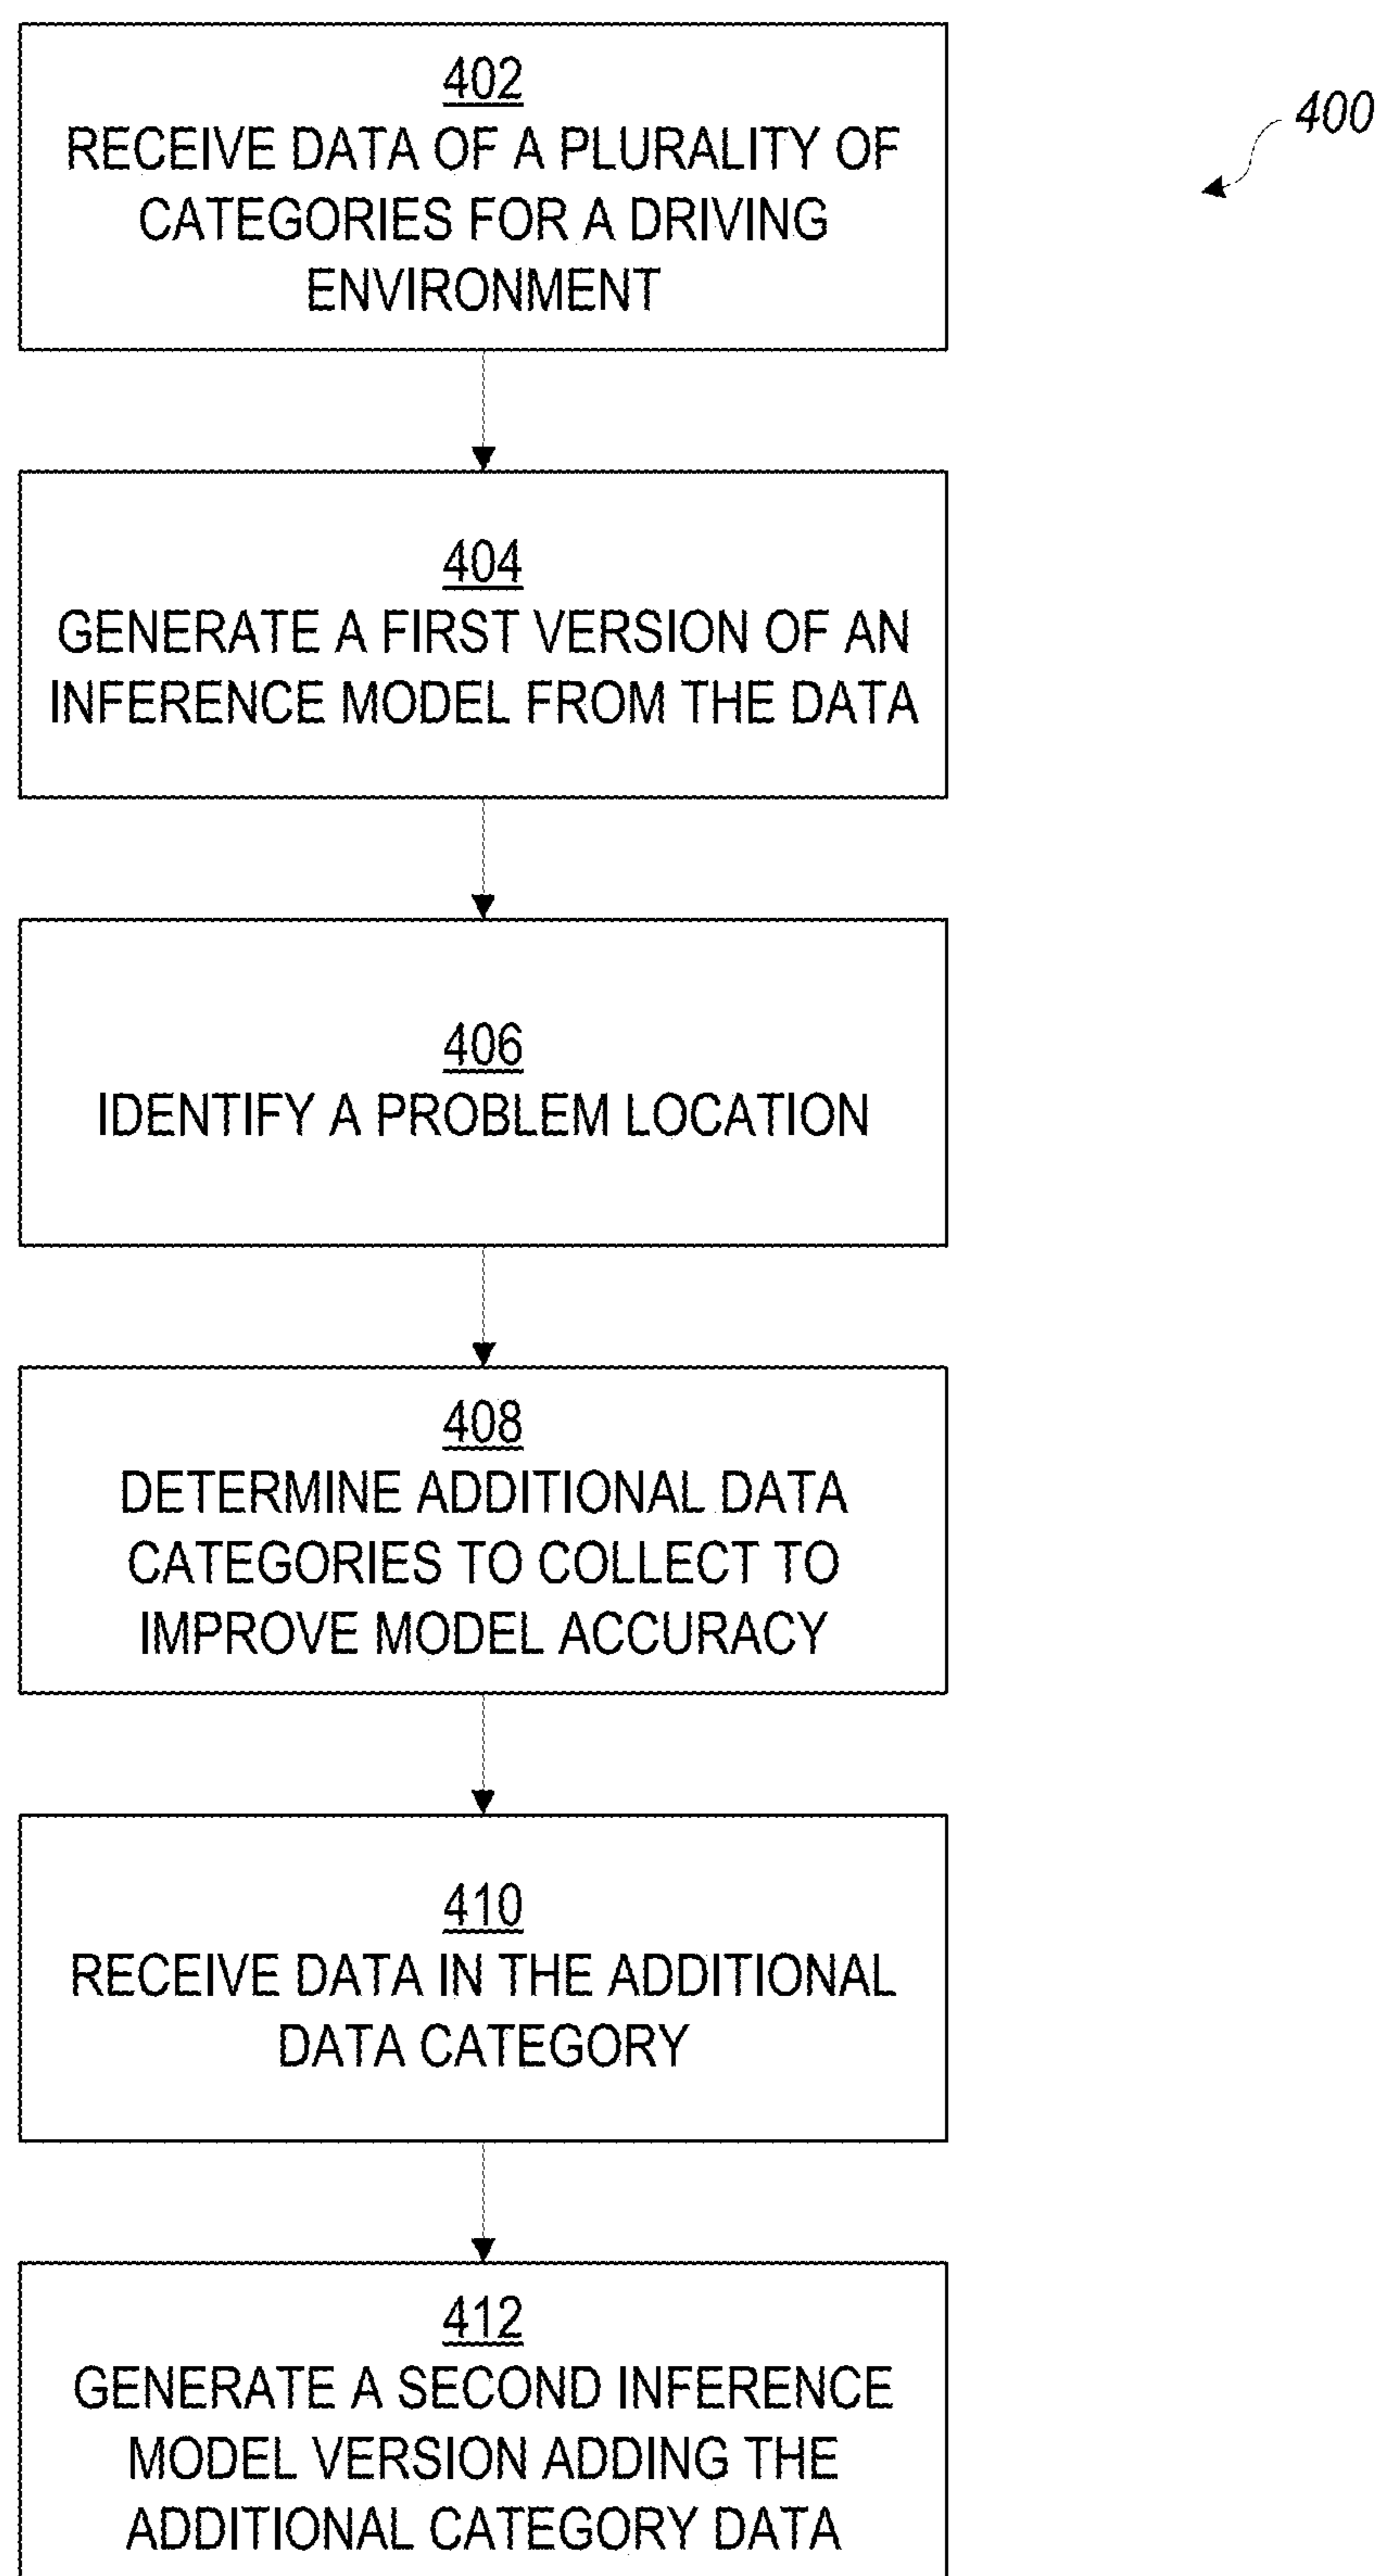 402
RECEIVE DATA OF A PLURALITY OF
CATEGORIES FOR A DRIVING
ENVIRONMENT
400
404
GENERATE A FIRST VERSION OF AN
INFERENCE MODEL FROM THE DATA
406
IDENTIFY A PROBLEM LOCATION
408
DETERMINE ADDITIONAL DATA
CATEGORIES TO COLLECT TO
IMPROVE MODEL ACCURACY
410
RECEIVE DATA IN THE ADDITIONAL
DATA CATEGORY
412
GENERATE A SECOND INFERENCE
MODEL VERSION ADDING THE
ADDITIONAL CATEGORY DATA